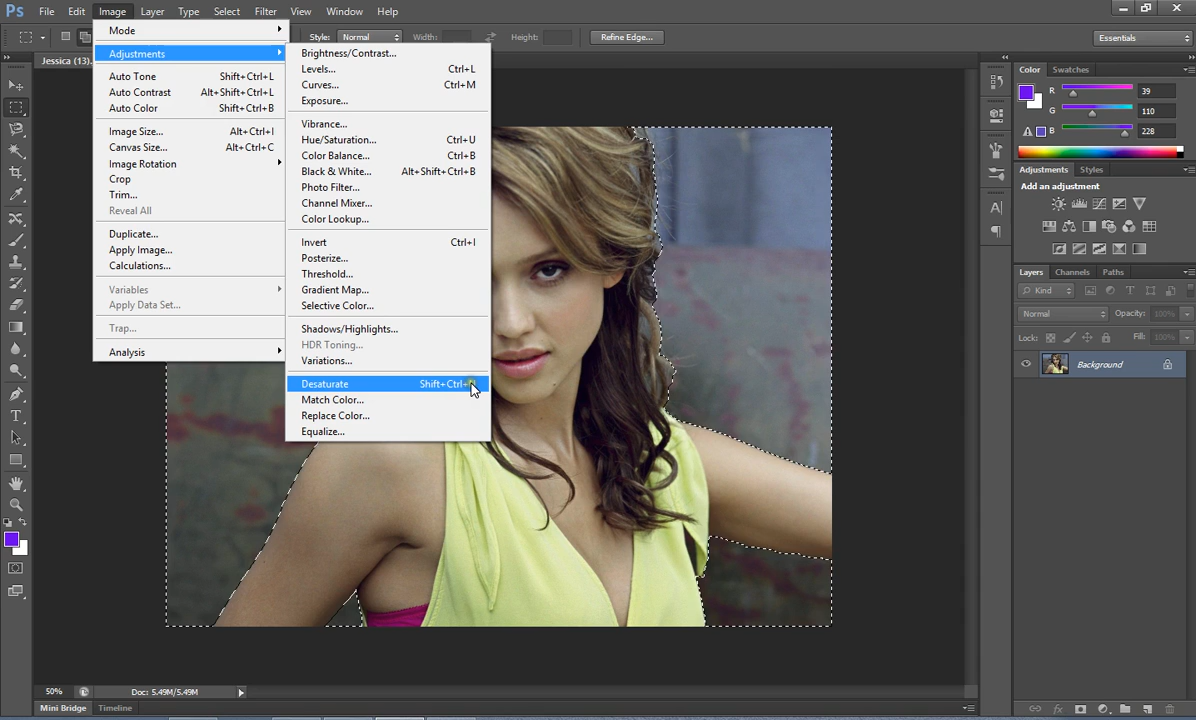 Ps File Edit Image Layer Type Select Filter View Window Help
Style: Normal Width: Height: Refine Edge... Essentials
Jessica (13).
Mode
Adjustments
Auto Tone Shift+Ctrl+L
Auto Contrast Alt+Shift+Ctrl+L
Auto Color Shift+Ctrl+B
Image Size... Alt+Ctrl+I
Canvas Size... Alt+Ctrl+C
Image Rotation
Crop
Trim...
Reveal All
Duplicate...
Apply Image...
Calculations...
Variables
Apply Data Set...
Trap...
Analysis
Brightness/Contrast...
Levels... Ctrl+L
Curves... Ctrl+M
Exposure...
Vibrance...
Hue/Saturation... Ctrl+U
Color Balance... Ctrl+B
Black & White... Alt+Shift+Ctrl+B
Photo Filter...
Channel Mixer...
Color Lookup...
Invert Ctrl+I
Posterize...
Threshold...
Gradient Map...
Selective Color...
Shadows/Highlights...
HDR Toning...
Variations...
Desaturate Shift+Ctrl+
Match Color...
Replace Color...
Equalize...
Color Swatches
R 39
G 110
B 228
Adjustments Styles
Add an adjustment
Layers Channels Paths
Kind
Normal Opacity: 100%
Lock: Fill: 100%
Background
50% Doc: 5.49M/5.49M
Mini Bridge Timeline